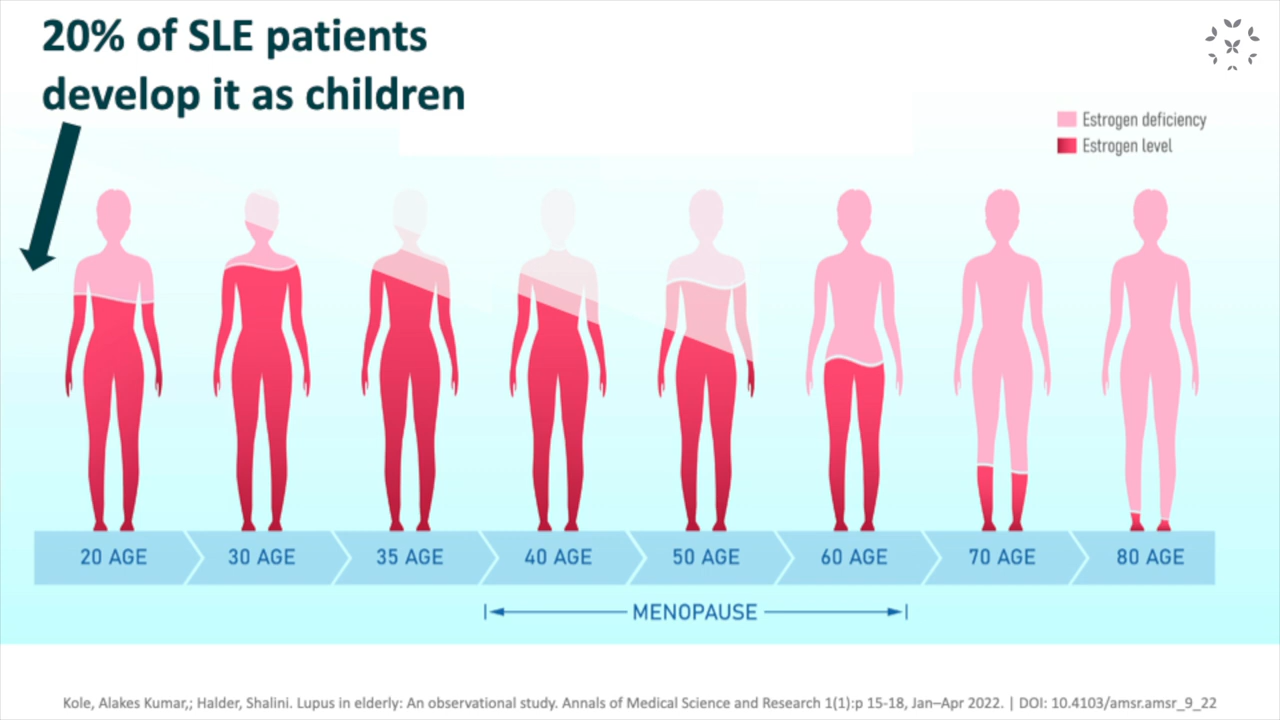 20% of SLE patients
develop it as children
Estrogen deficiency
Estrogen level
20 AGE
30 AGE
35 AGE
40 AGE
50 AGE
60 AGE
70 AGE
80 AGE
MENOPAUSE
Kole, Alakes Kumar,; Halder, Shalini. Lupus in elderly: An observational study. Annals of Medical Science and Research 1(1):p 15-18, Jan–Apr 2022. | DOI: 10.4103/amsr.amsr_9_22